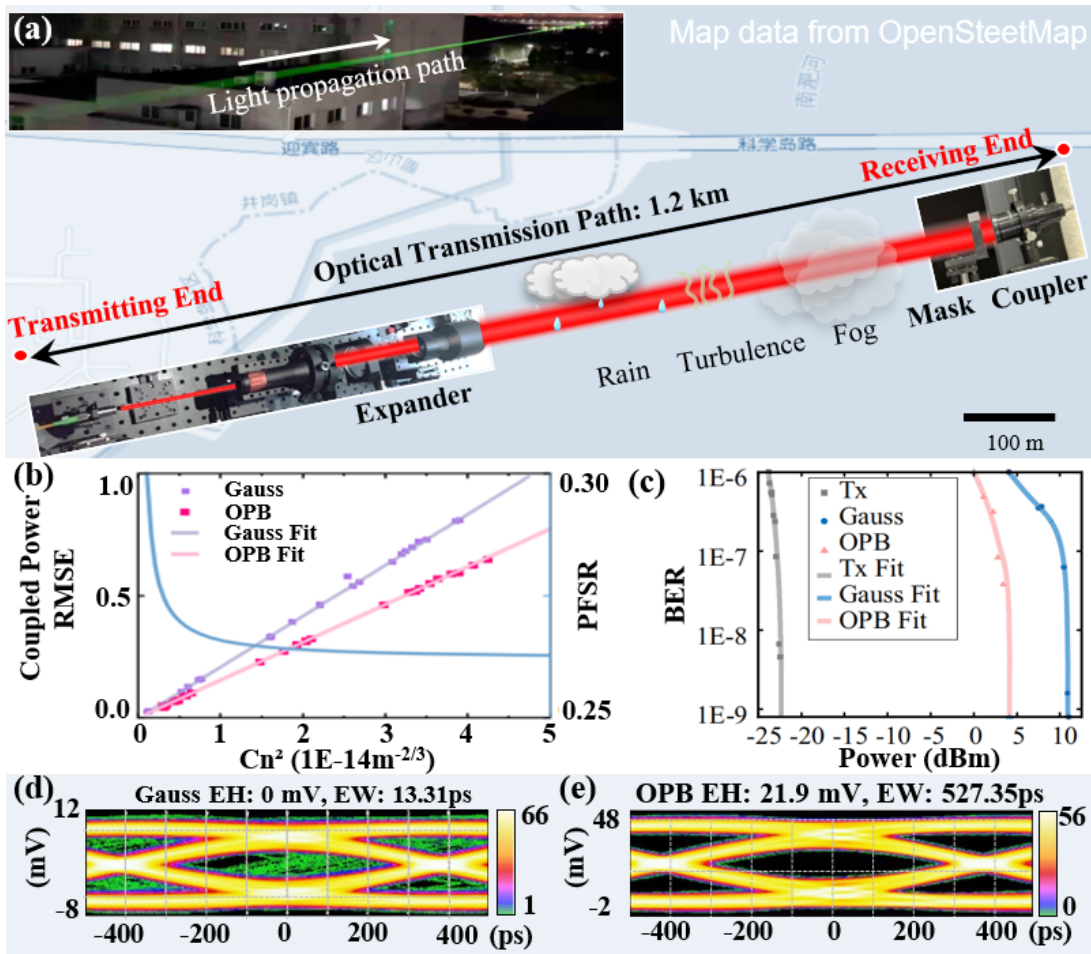 (a)
Map data from OpenSteetMap
Light propagation path
迎宾路
科学岛路
井岗镇
Receiving End
Optical Transmission Path: 1.2 km
Transmitting End
Mask Coupler
Rain Turbulence Fog
Expander
100 m
(b)
Coupled Power
RMSE
1.0
0.5
0.0
Gauss
OPB
Gauss Fit
OPB Fit
0.30
0.25
PFSR
0 1 2 3 4 5
Cn² (1E-14m-2/3)
(c)
BER
1E-6
1E-7
1E-8
1E-9
Tx
Gauss
OPB
Tx Fit
Gauss Fit
OPB Fit
-25 -20 -15 -10 -5 0 5 10
Power (dBm)
(d)
Gauss EH: 0 mV, EW: 13.31ps
12
(mV)
-8
66
1
-400 -200 0 200 400 (ps)
(e)
OPB EH: 21.9 mV, EW: 527.35ps
48
(mV)
-2
56
0
-400 -200 0 200 400 (ps)